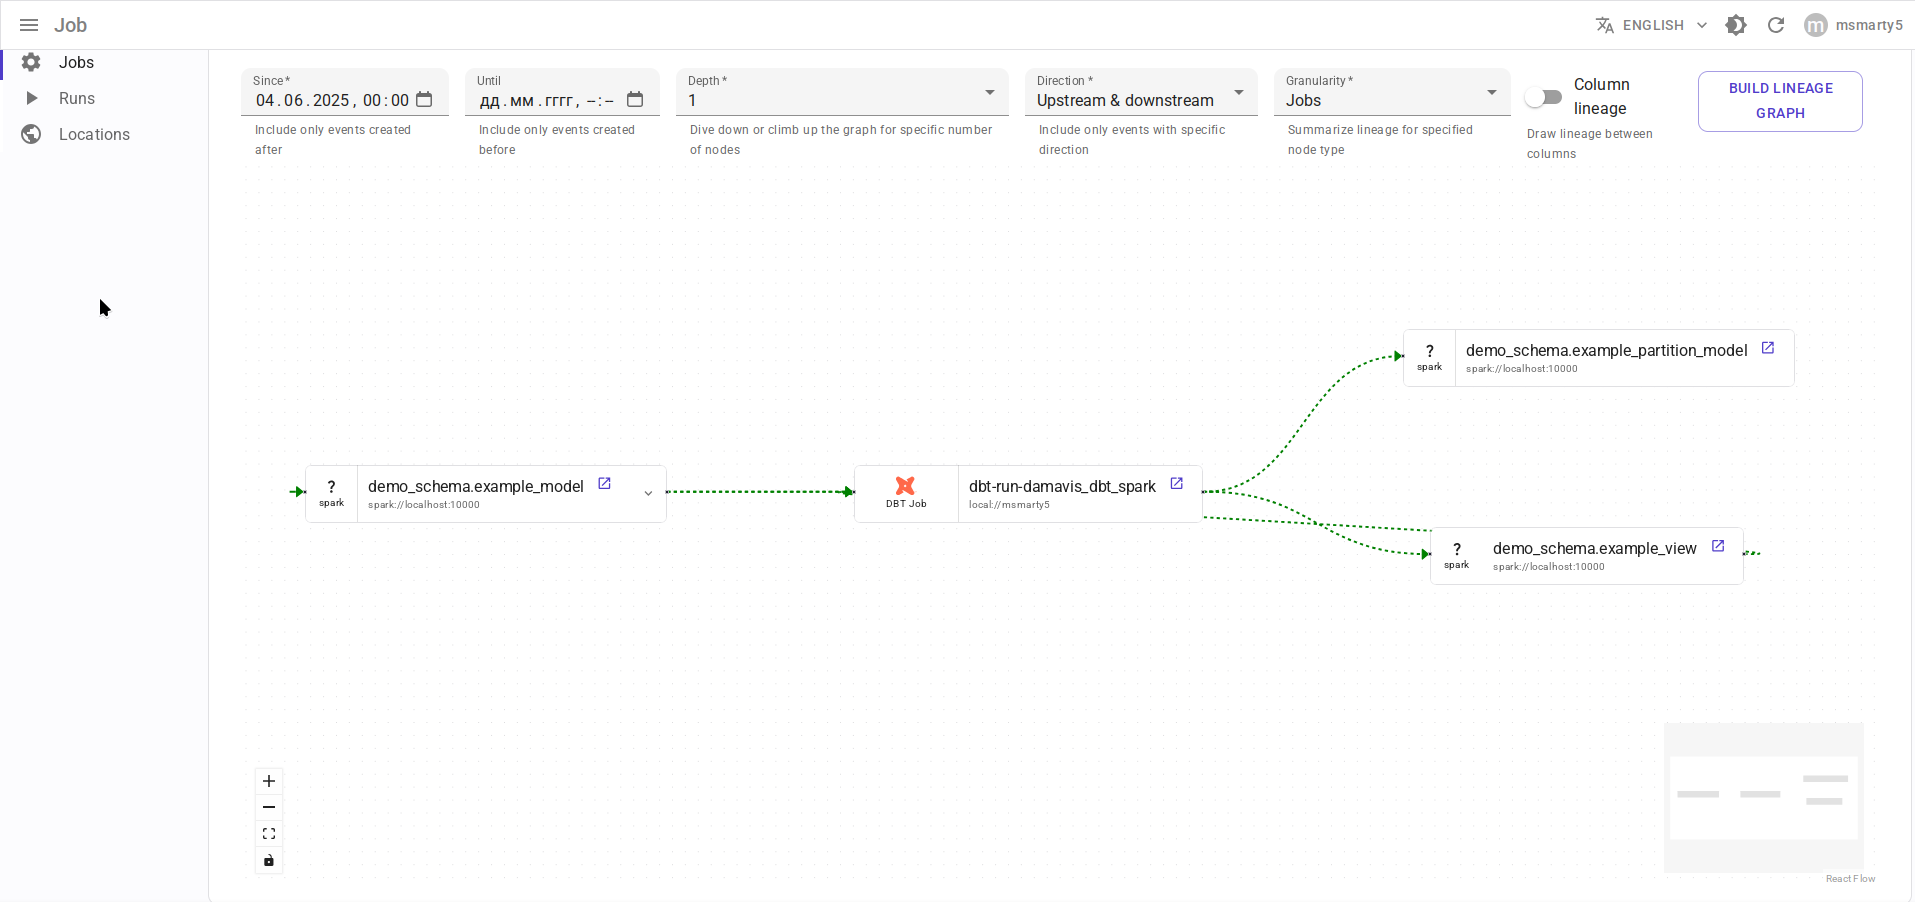 Job
ENGLISH
m
msmarty5
Jobs
Runs
Locations
Since *
04.06.2025, 00:00
Include only events created
after
Until
дд.мм.гггг, --:--
Include only events created
before
Depth *
1
Dive down or climb up the graph for specific number
of nodes
Direction *
Upstream & downstream
Include only events with specific
direction
Granularity *
Jobs
Summarize lineage for specified
node type
Column
lineage
Draw lineage between
columns
BUILD LINEAGE
GRAPH
?
spark
demo_schema.example_partition_model
spark://localhost:10000
?
spark
demo_schema.example_model
spark://localhost:10000
DBT Job
dbt-run-damavis_dbt_spark
local://msmarty5
?
spark
demo_schema.example_view
spark://localhost:10000
React Flow